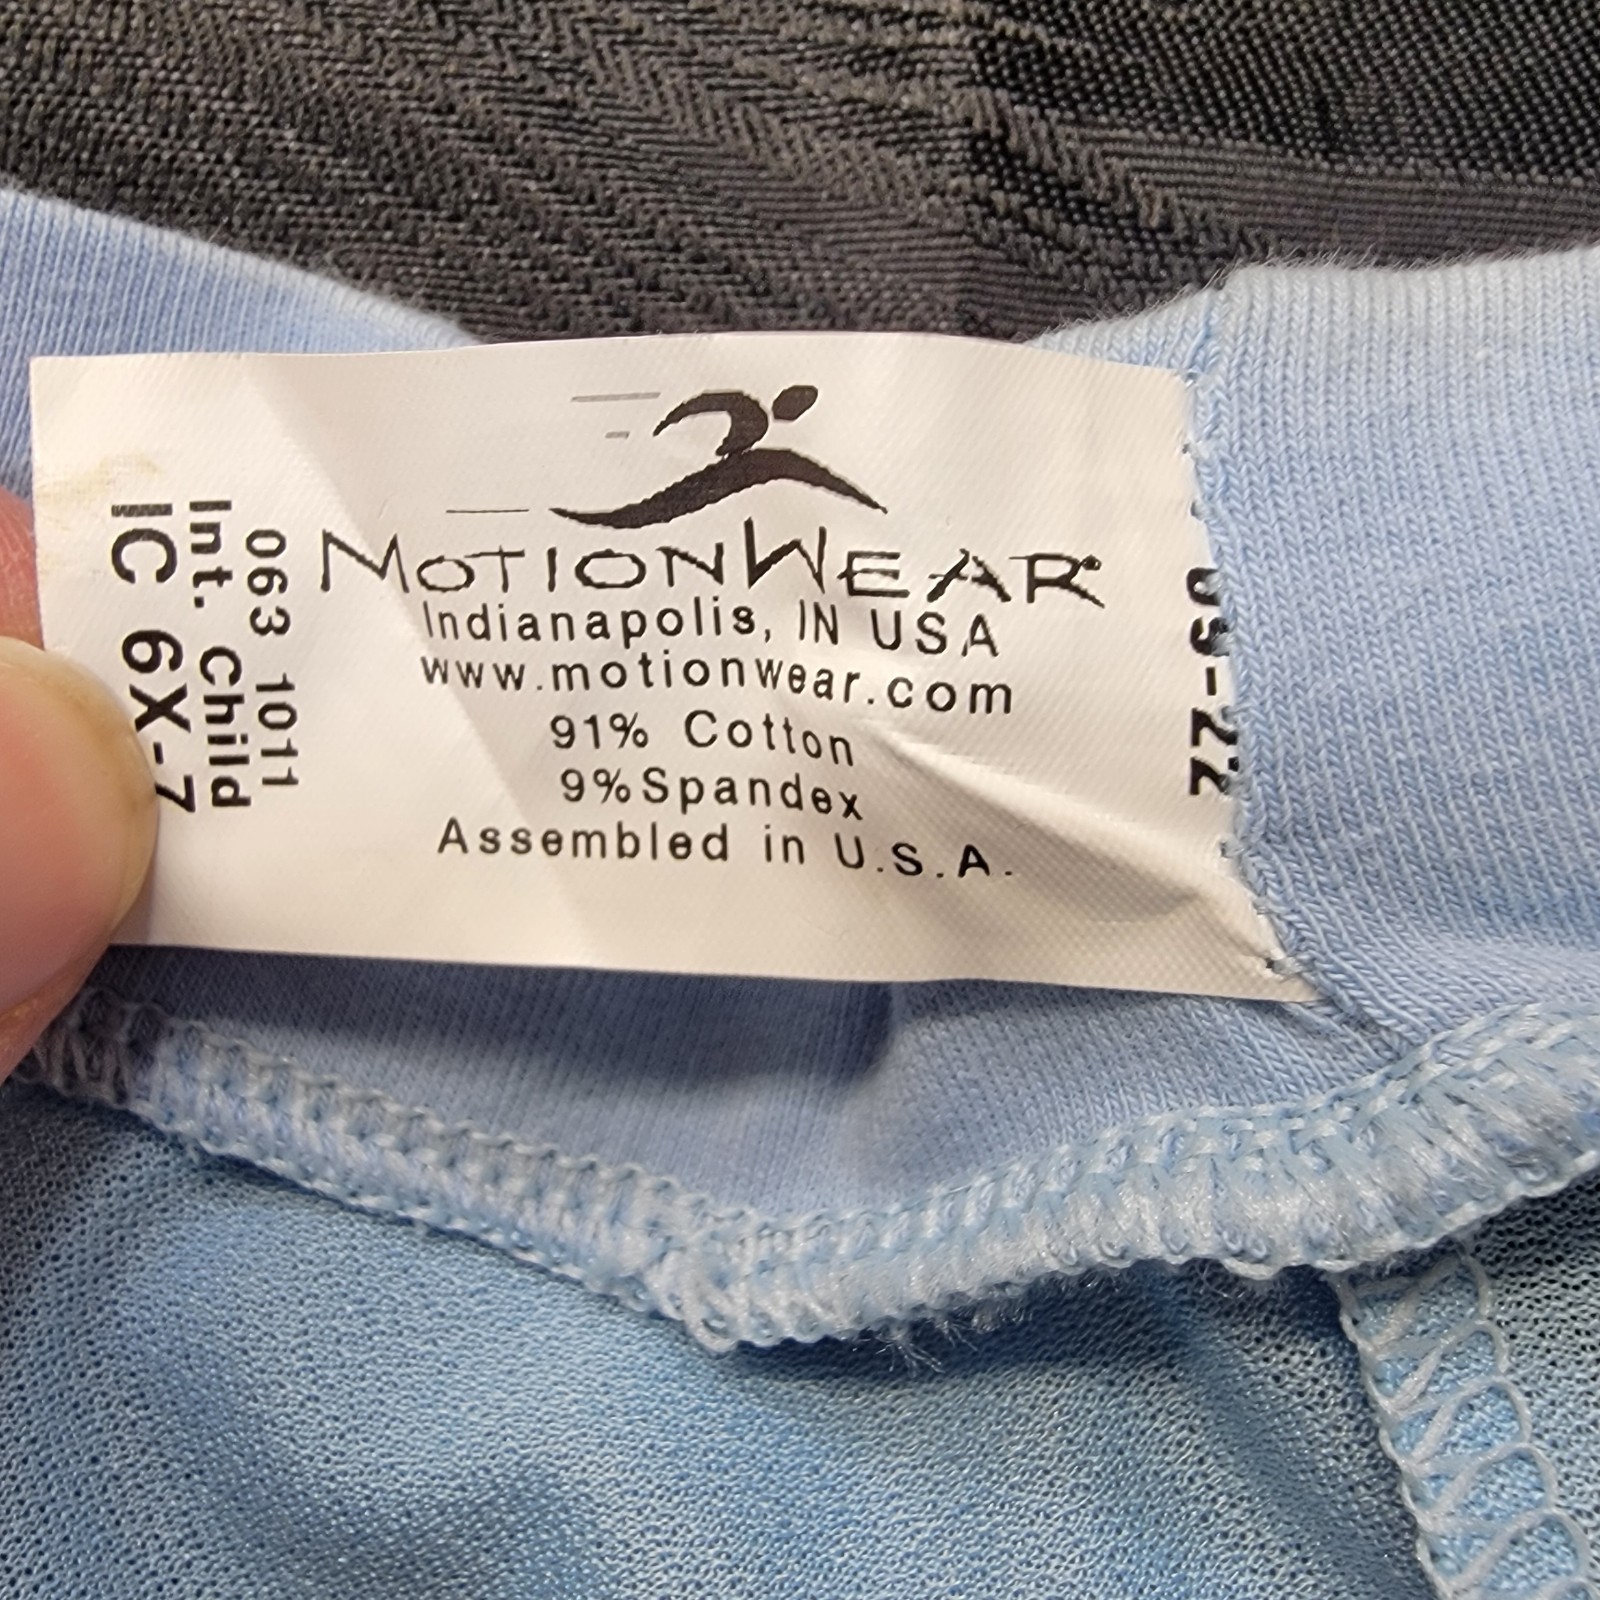 MOTIONWEAR
Indianapolis, IN USA
www.motionwear.com
91% Cotton
9% Spandex
Assembled in U.S.A.
063 1011
Int. Child
IC 6X-7